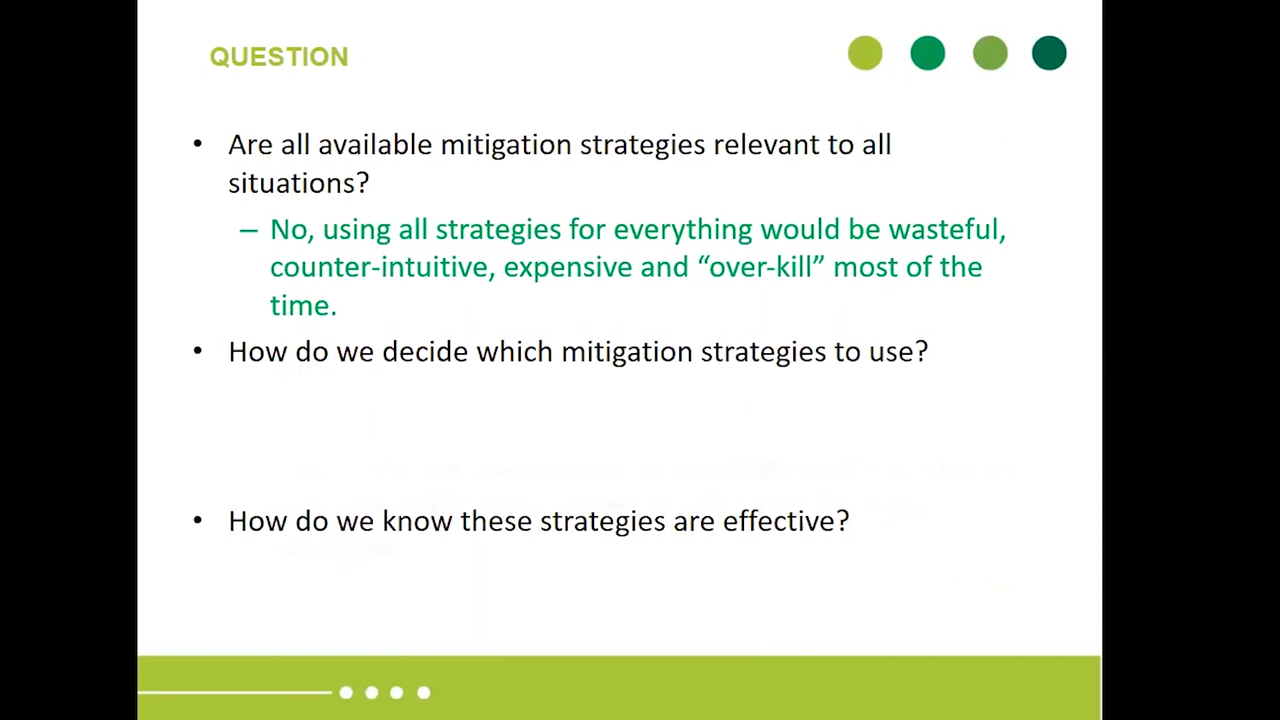 QUESTION
• Are all available mitigation strategies relevant to all
situations?
– No, using all strategies for everything would be wasteful,
counter-intuitive, expensive and “over-kill” most of the
time.
• How do we decide which mitigation strategies to use?
• How do we know these strategies are effective?